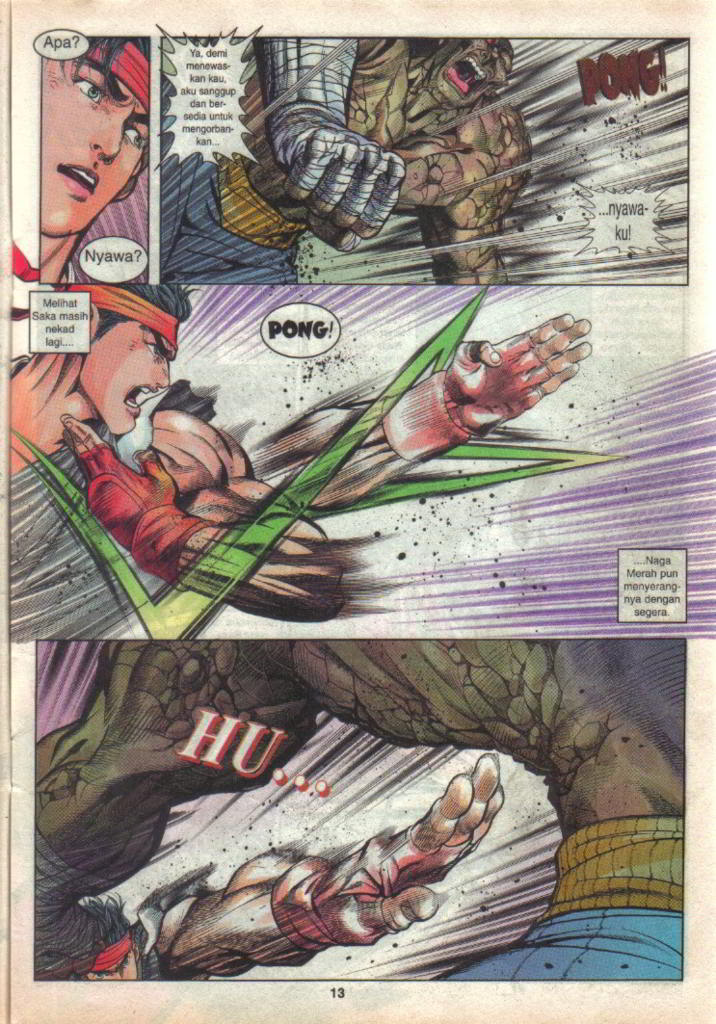 Apa?
Nyawa?
Ya, demi
menewas-
kan kau,
aku sanggup
dan ber-
sedia untuk
mengorban-
kan...
PONG!
...nyawa-
ku!
Melihat
Saka masih
nekad
lagi....
PONG!
....Naga
Merah pun
menyerang-
nya dengan
segera.
HU...
13